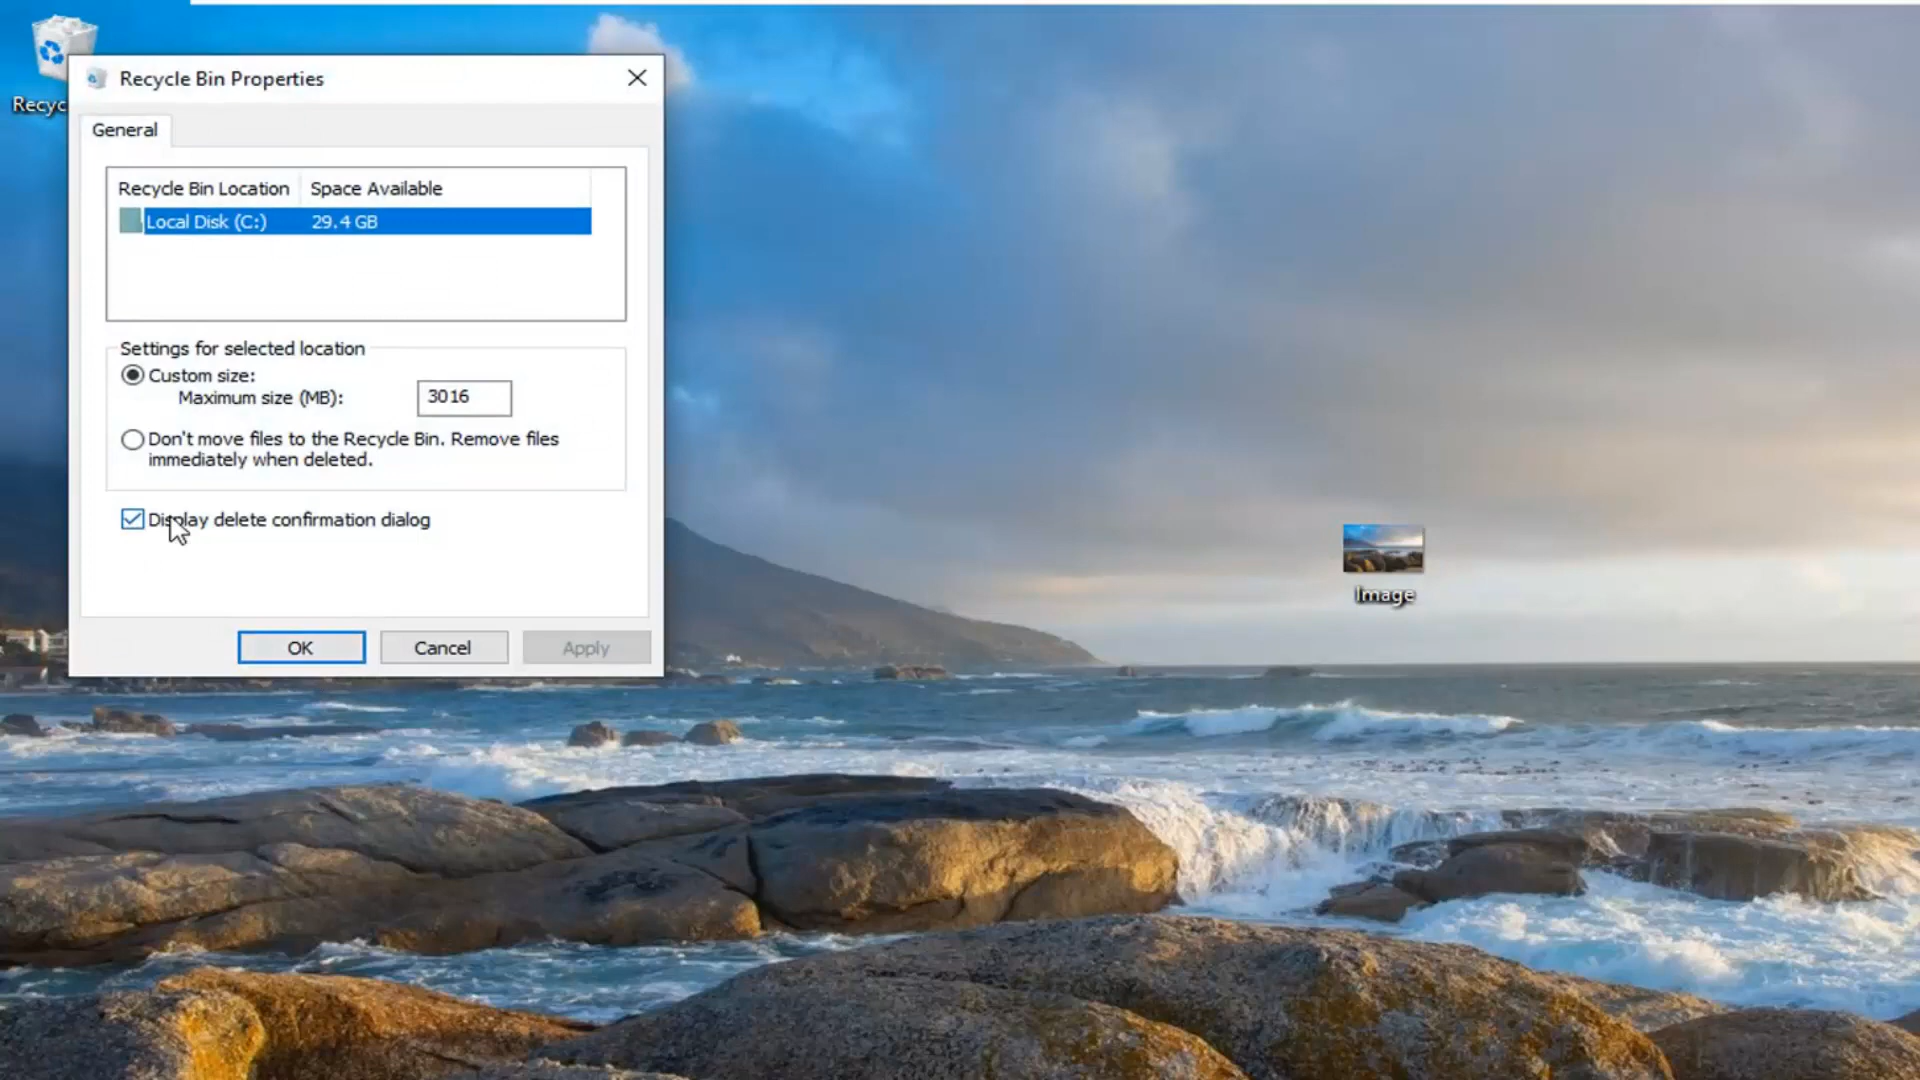 Recyc
Recycle Bin Properties
General
Recycle Bin Location Space Available
Local Disk (C:) 29.4 GB
Settings for selected location
Custom size:
Maximum size (MB): 3016
Don't move files to the Recycle Bin. Remove files
immediately when deleted.
Display delete confirmation dialog
OK Cancel Apply
Image